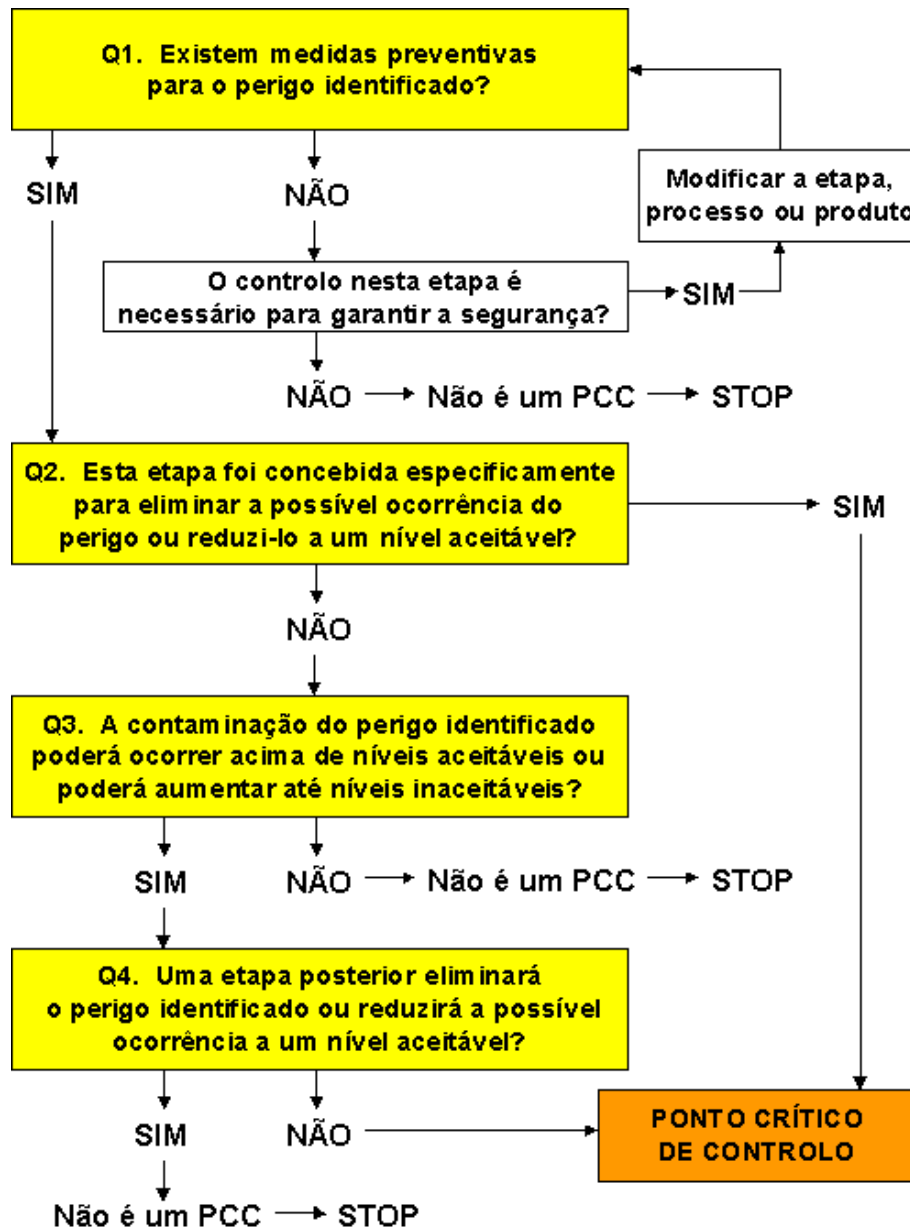 Q1. Existem medidas preventivas
para o perigo identificado?
SIM
NÃO
Modificar a etapa,
processo ou produto
O controlo nesta etapa é
necessário para garantir a segurança?
SIM
NÃO
Não é um PCC
STOP
Q2. Esta etapa foi concebida especificamente
para eliminar a possível ocorrência do
perigo ou reduzi-lo a um nível aceitável?
SIM
NÃO
Q3. A contaminação do perigo identificado
poderá ocorrer acima de níveis aceitáveis ou
poderá aumentar até níveis inaceitáveis?
SIM
NÃO
Não é um PCC
STOP
Q4. Uma etapa posterior eliminará
o perigo identificado ou reduzirá a possível
ocorrência a um nível aceitável?
SIM
NÃO
PONTO CRÍTICO
DE CONTROLO
Não é um PCC
STOP